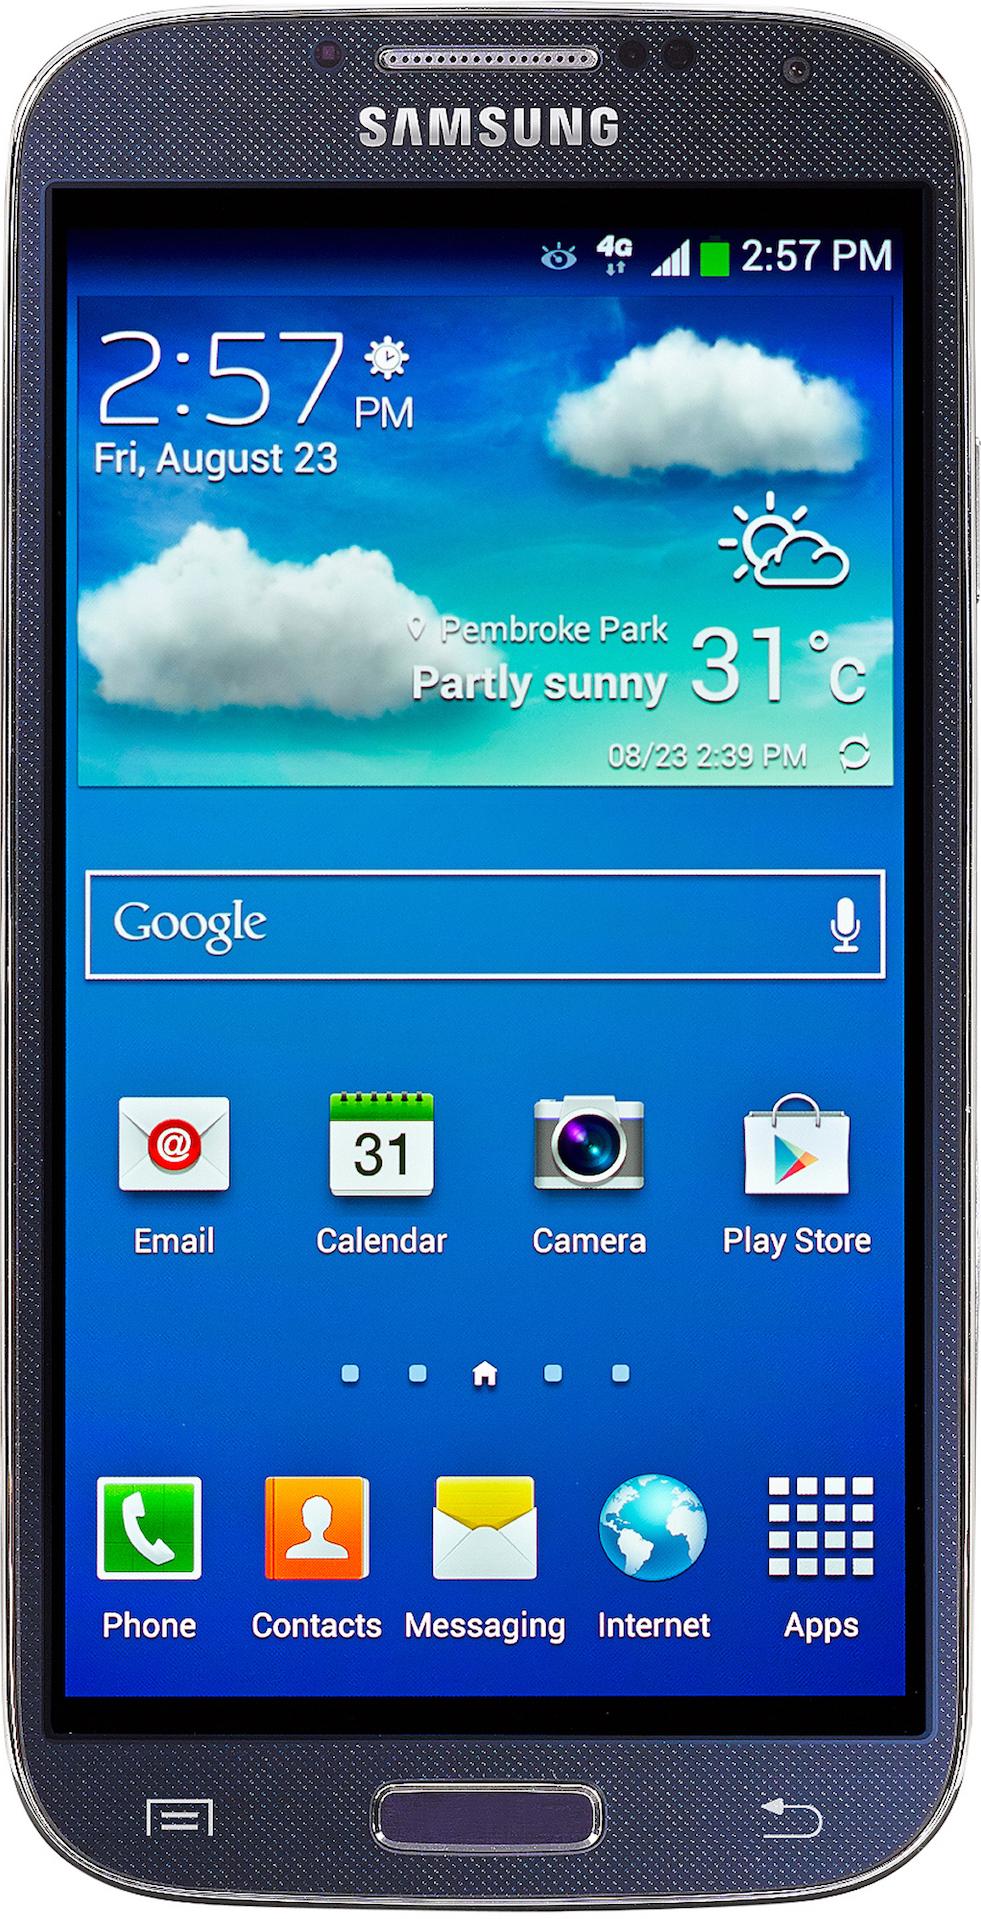 SAMSUNG
4G 2:57 PM
2:57 PM
Fri, August 23
Pembroke Park
Partly sunny 31°c
08/23 2:39 PM
Google
@
31
Email Calendar Camera Play Store
Phone Contacts Messaging Internet Apps